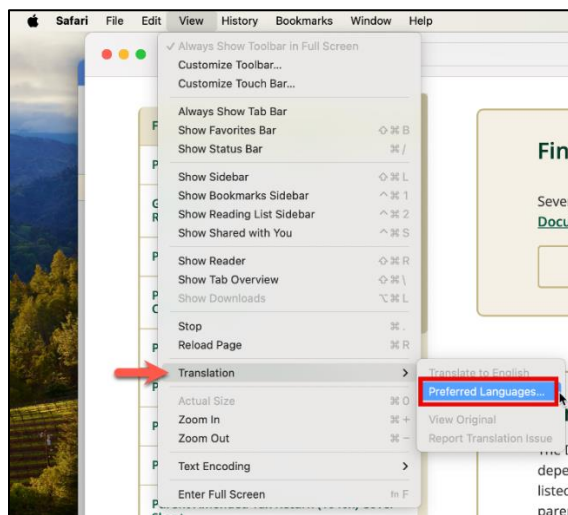 Safari File Edit View History Bookmarks Window Help
✓ Always Show Toolbar in Full Screen
Customize Toolbar...
Customize Touch Bar...
Always Show Tab Bar
Show Favorites Bar ⇧⌘B
Show Status Bar ⌘/
Show Sidebar ⇧⌘L
Show Bookmarks Sidebar ^⌘1
Show Reading List Sidebar ^⌘2
Show Shared with You ^⌘S
Show Reader ⇧⌘R
Show Tab Overview ⇧⌘\
Show Downloads ⌥⌘L
Stop ⌘.
Reload Page ⌘R
Translation >
Actual Size ⌘0
Zoom In ⌘+
Zoom Out ⌘−
Text Encoding >
Enter Full Screen fn F
Translate to English
Preferred Languages...
View Original
Report Translation Issue
Fin
Seve
Docu
depe
listed